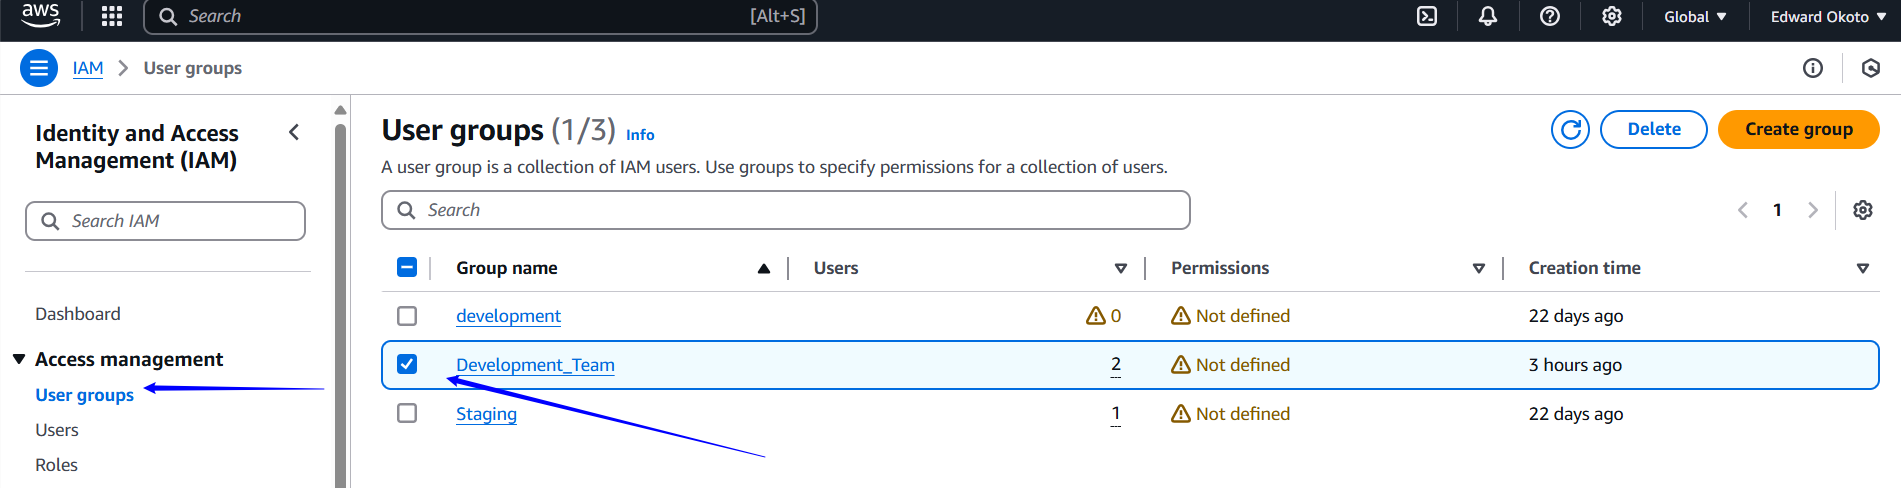 aws Search [Alt+S] Global Edward Okoto
IAM User groups
Identity and Access
Management (IAM)
Search IAM
Dashboard
Access management
User groups
Users
Roles
User groups (1/3) Info
Delete
Create group
A user group is a collection of IAM users. Use groups to specify permissions for a collection of users.
Search
1
Group name Users Permissions Creation time
development 0 Not defined 22 days ago
Development_Team 2 Not defined 3 hours ago
Staging 1 Not defined 22 days ago